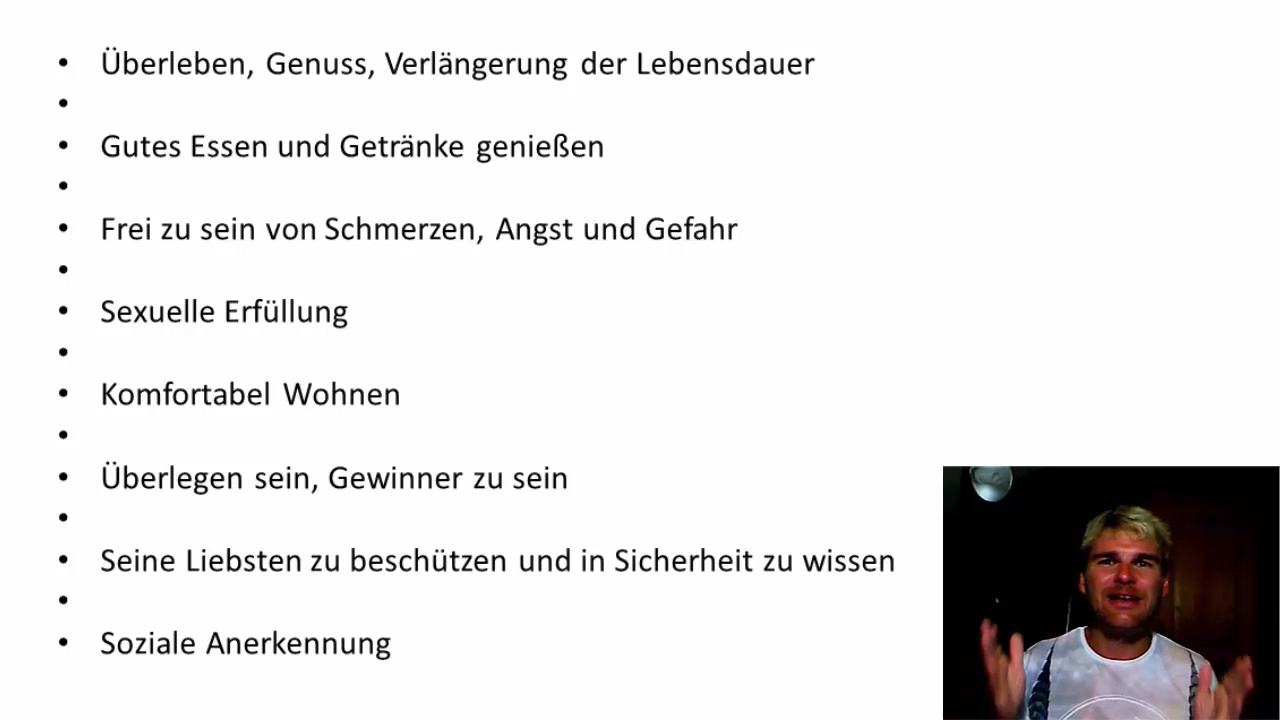 • Überleben, Genuss, Verlängerung der Lebensdauer
•
• Gutes Essen und Getränke genießen
•
• Frei zu sein von Schmerzen, Angst und Gefahr
•
• Sexuelle Erfüllung
•
• Komfortabel Wohnen
•
• Überlegen sein, Gewinner zu sein
•
• Seine Liebsten zu beschützen und in Sicherheit zu wissen
•
• Soziale Anerkennung